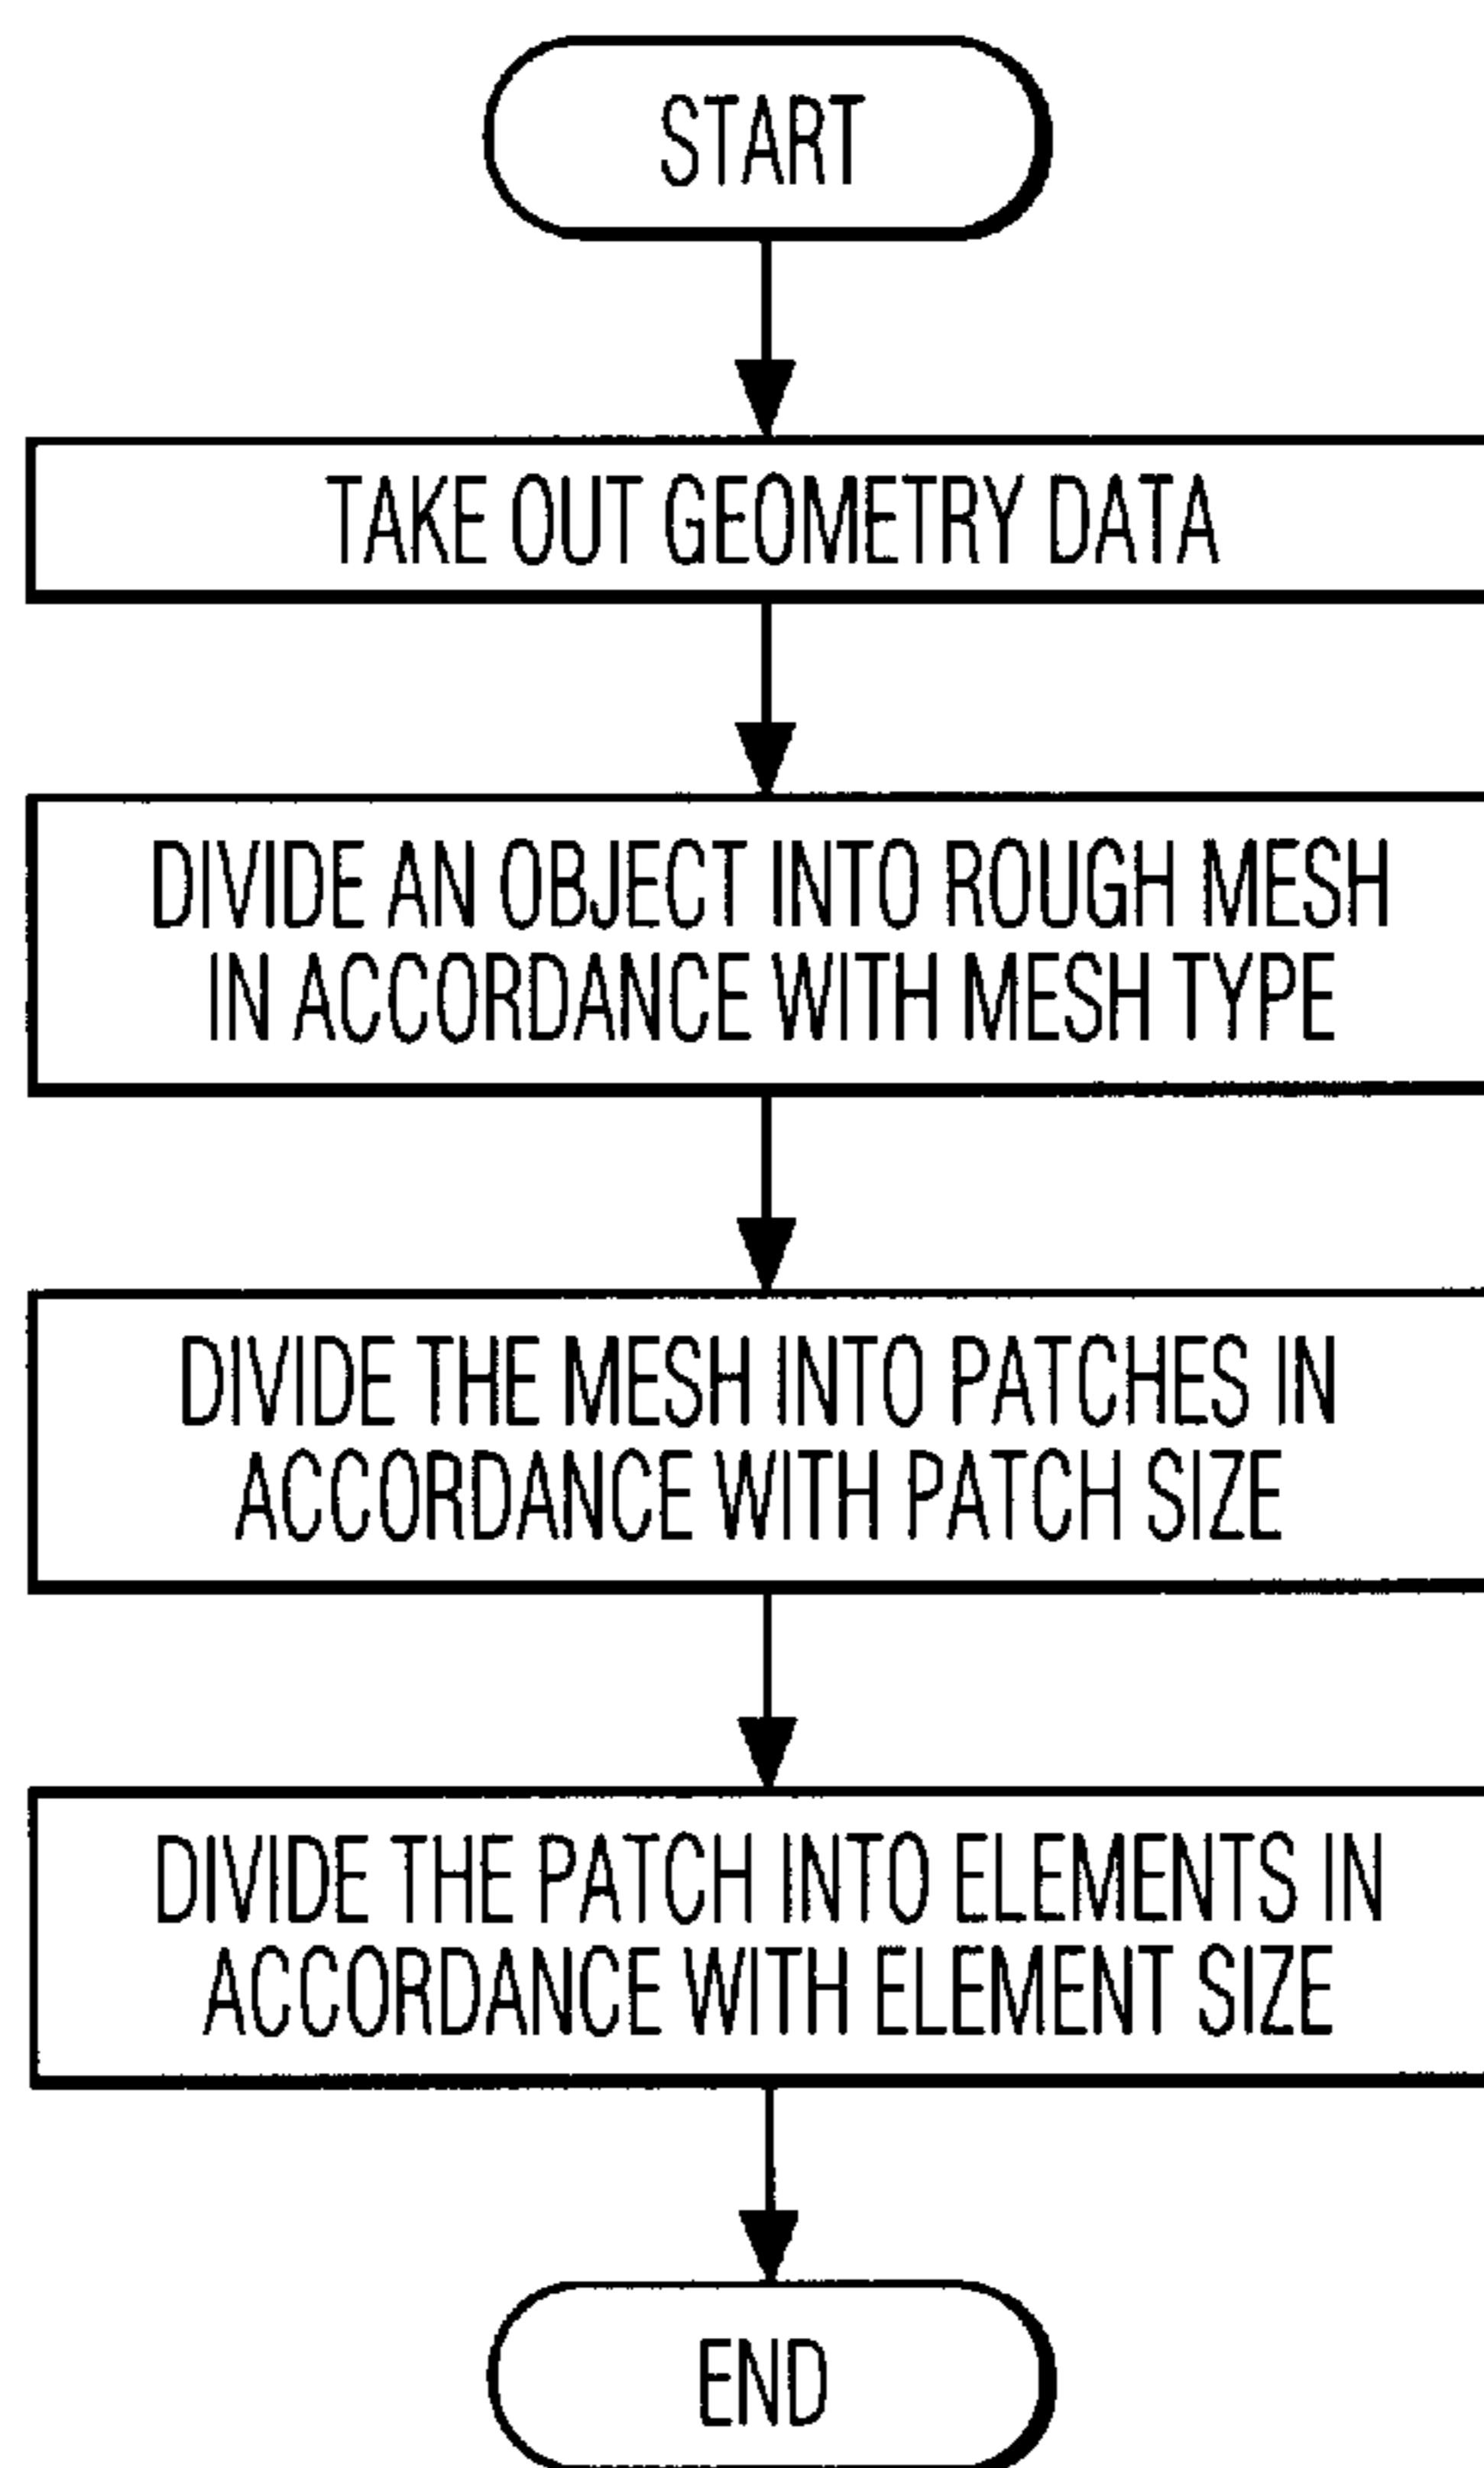 START
TAKE OUT GEOMETRY DATA
DIVIDE AN OBJECT INTO ROUGH MESH
IN ACCORDANCE WITH MESH TYPE
DIVIDE THE MESH INTO PATCHES IN
ACCORDANCE WITH PATCH SIZE
DIVIDE THE PATCH INTO ELEMENTS IN
ACCORDANCE WITH ELEMENT SIZE
END